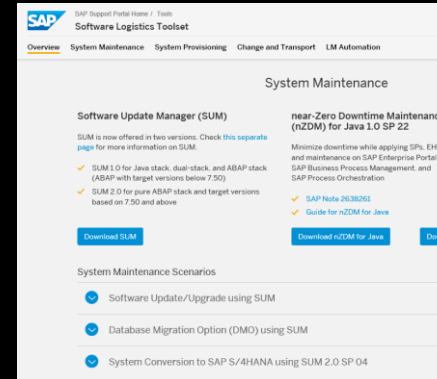 SAP
SAP Support Portal Home / Tools
Software Logistics Toolset
Overview System Maintenance System Provisioning Change and Transport LM Automation
System Maintenance
Software Update Manager (SUM)
SUM is now offered in two versions. Check this separate
page for more information on SUM.
SUM 1.0 for Java stack, dual-stack, and ABAP stack
(ABAP with target versions below 7.50)
SUM 2.0 for pure ABAP stack and target versions
based on 7.50 and above
Download SUM
near-Zero Downtime Maintenanc
(nZDM) for Java 1.0 SP 22
Minimize downtime while applying SPs, EH
and maintenance on SAP Enterprise Portal
SAP Business Process Management, and
SAP Process Orchestration
SAP Note 2638261
Guide for nZDM for Java
Download nZDM for Java
Do
System Maintenance Scenarios
Software Update/Upgrade using SUM
Database Migration Option (DMO) using SUM
System Conversion to SAP S/4HANA using SUM 2.0 SP 04